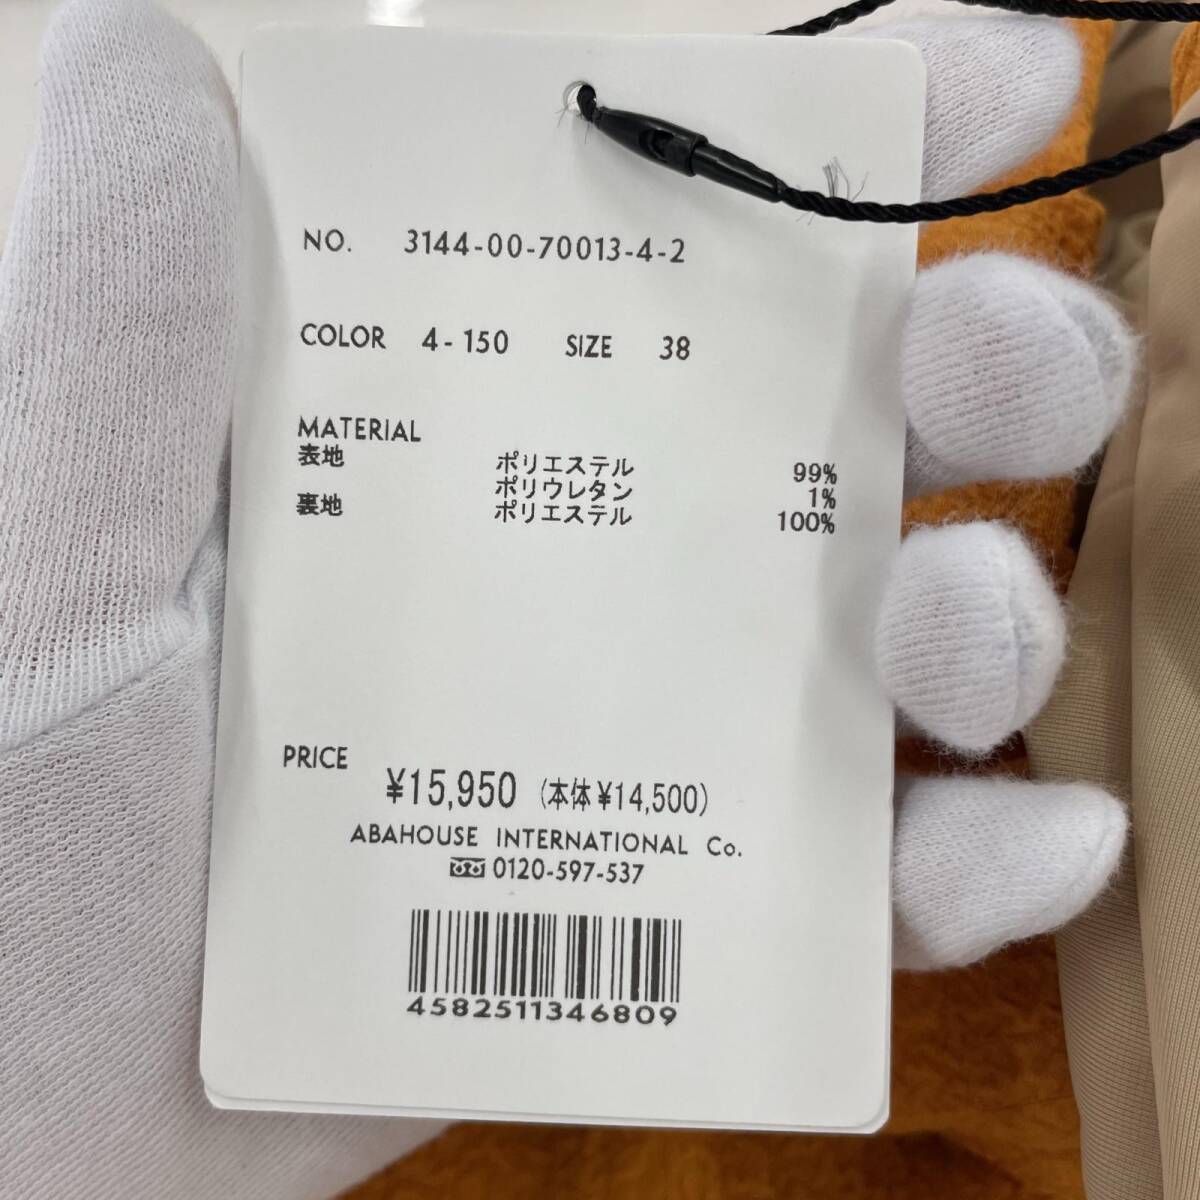 NO. 3144-00-70013-4-2
COLOR 4-150 SIZE 38
MATERIAL
表地 ポリエステル 99%
ポリウレタン 1%
裏地 ポリエステル 100%
PRICE ¥15,950 (本体¥14,500)
ABAHOUSE INTERNATIONAL Co.
0120-597-537
4582511346809